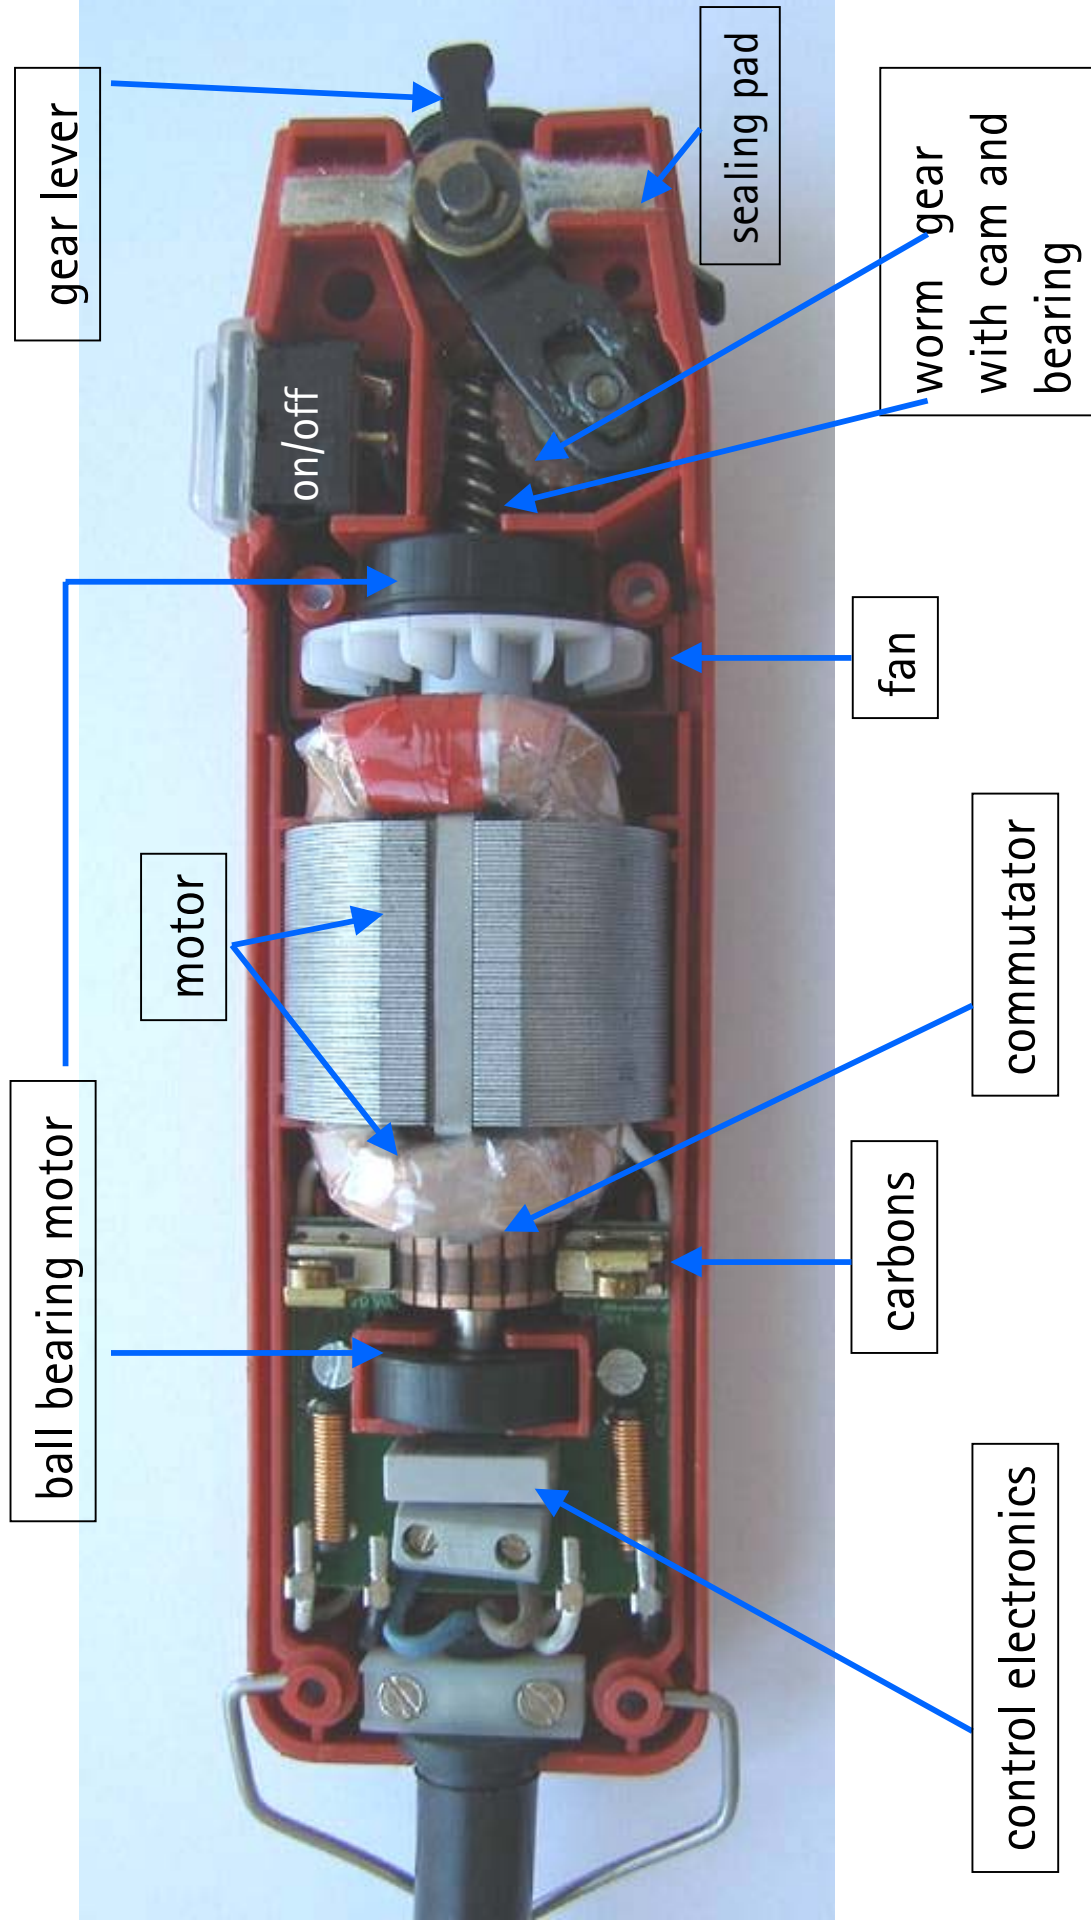 gear lever
sealing pad
worm gear
with cam and
bearing
on/off
fan
motor
commutator
ball bearing motor
carbons
control electronics